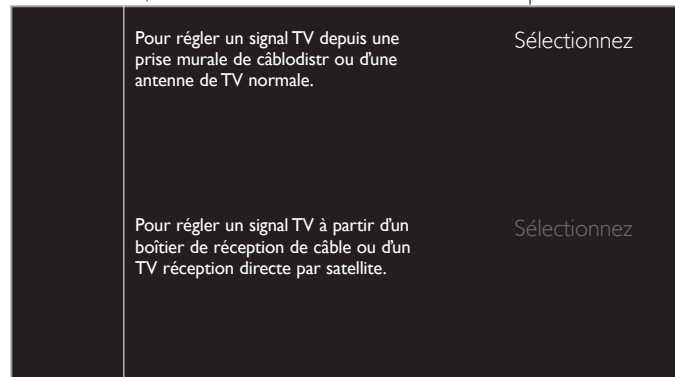 Pour régler un signal TV depuis une
prise murale de câblodistr ou d'une
antenne de TV normale.
Sélectionnez
Pour régler un signal TV à partir d'un
boîtier de réception de câble ou d'un
TV réception directe par satellite.
Sélectionnez